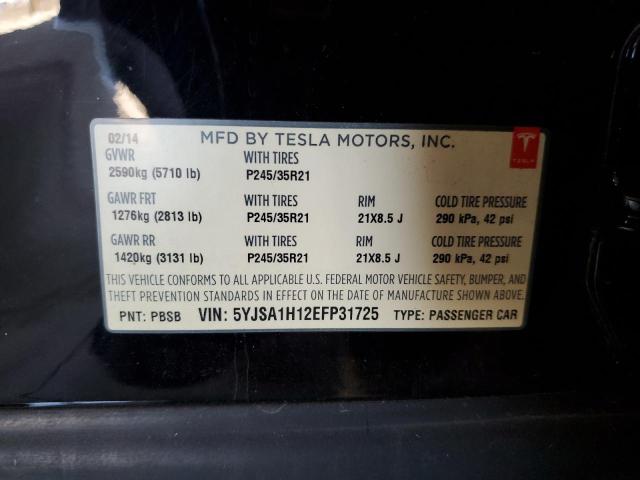 02/14 MFD BY TESLA MOTORS, INC.
TESLA
GVWR WITH TIRES
2590kg (5710 lb) P245/35R21
GAWR FRT WITH TIRES RIM COLD TIRE PRESSURE
1276kg (2813 lb) P245/35R21 21X8.5 J 290 kPa, 42 psi
GAWR RR WITH TIRES RIM COLD TIRE PRESSURE
1420kg (3131 lb) P245/35R21 21X8.5 J 290 kPa, 42 psi
THIS VEHICLE CONFORMS TO ALL APPLICABLE U.S. FEDERAL MOTOR VEHICLE SAFETY, BUMPER, AND
THEFT PREVENTION STANDARDS IN EFFECT ON THE DATE OF MANUFACTURE SHOWN ABOVE.
PNT: PBSB VIN: 5YJSA1H12EFP31725 TYPE: PASSENGER CAR